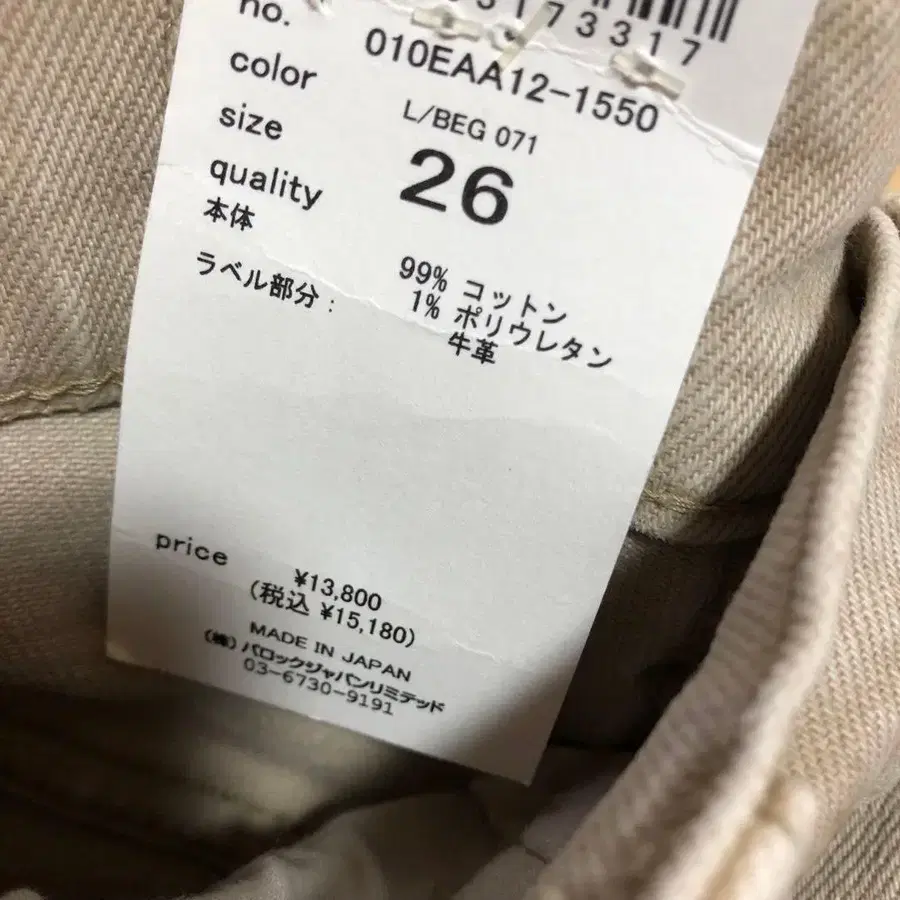 no. 010EAA12-1550
color L/BEG 071
size 26
quality
本体 99% コットン
1% ポリウレタン
ラベル部分: 牛革
price ¥13,800
(税込 ¥15,180)
MADE IN JAPAN
(株) バロックジャパンリミテッド
03-6730-9191